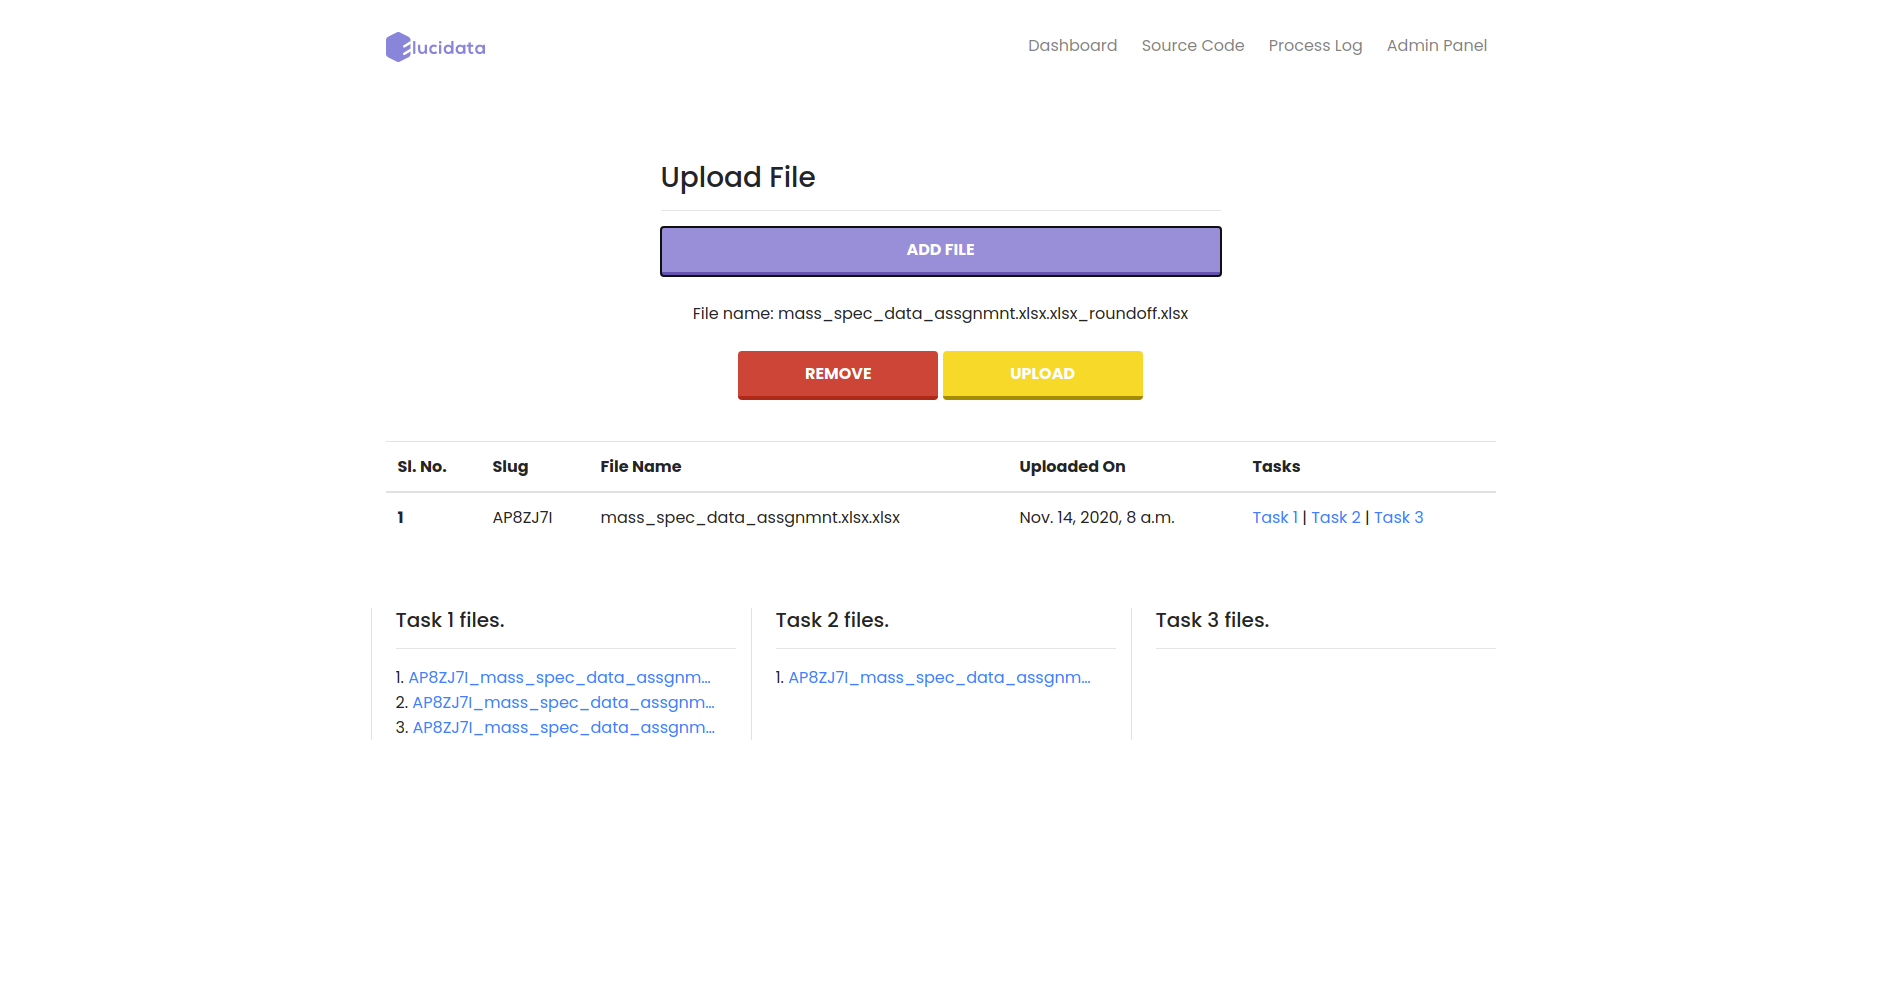 Elucidata
Dashboard Source Code Process Log Admin Panel
Upload File
ADD FILE
File name: mass_spec_data_assgnmnt.xlsx.xlsx_roundoff.xlsx
REMOVE UPLOAD
Sl. No. Slug File Name Uploaded On Tasks
1 AP8ZJ7I mass_spec_data_assgnmnt.xlsx.xlsx Nov. 14, 2020, 8 a.m. Task 1 | Task 2 | Task 3
Task 1 files.
1. AP8ZJ7I_mass_spec_data_assgnm...
2. AP8ZJ7I_mass_spec_data_assgnm...
3. AP8ZJ7I_mass_spec_data_assgnm...
Task 2 files.
1. AP8ZJ7I_mass_spec_data_assgnm...
Task 3 files.